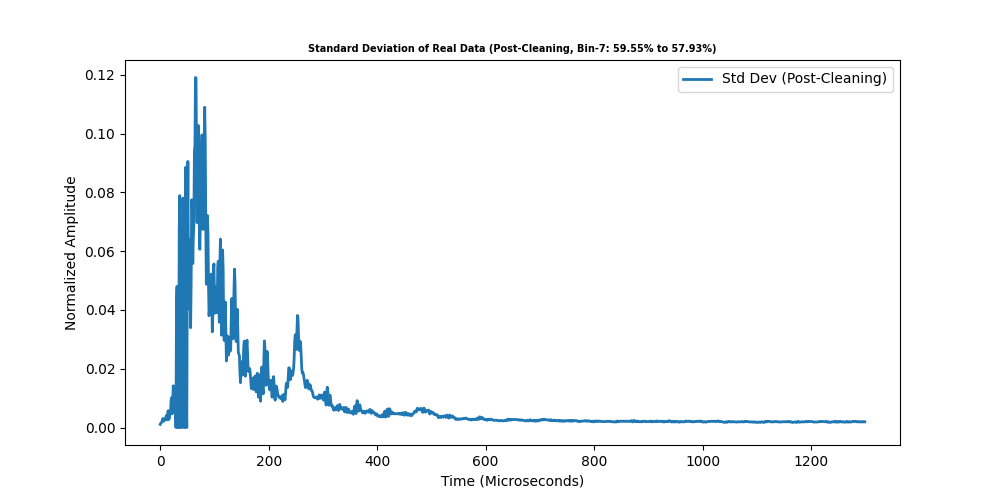 Standard Deviation of Real Data (Post-Cleaning, Bin-7: 59.55% to 57.93%)
Std Dev (Post-Cleaning)
0.12
0.10
0.08
0.06
0.04
0.02
0.00
Normalized Amplitude
0 200 400 600 800 1000 1200
Time (Microseconds)